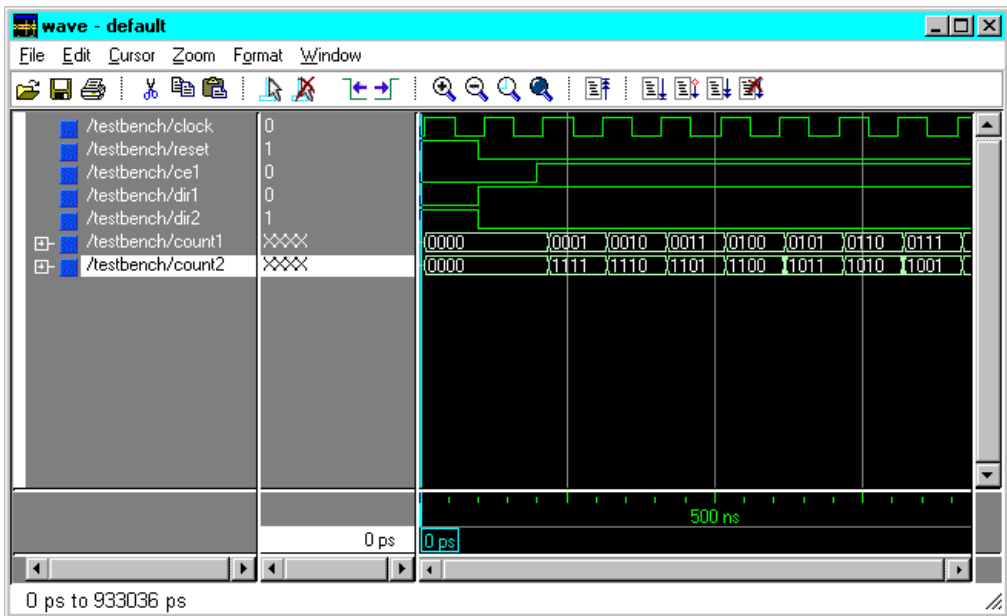 wave - default
File Edit Cursor Zoom Format Window
/testbench/clock 0
/testbench/reset 1
/testbench/ce1 0
/testbench/dir1 0
/testbench/dir2 1
/testbench/count1 XXXX 0000 0001 0010 0011 0100 0101 0110 0111
/testbench/count2 XXXX 0000 1111 1110 1101 1100 1011 1010 1001
500 ns
0 ps 0 ps
0 ps to 933036 ps